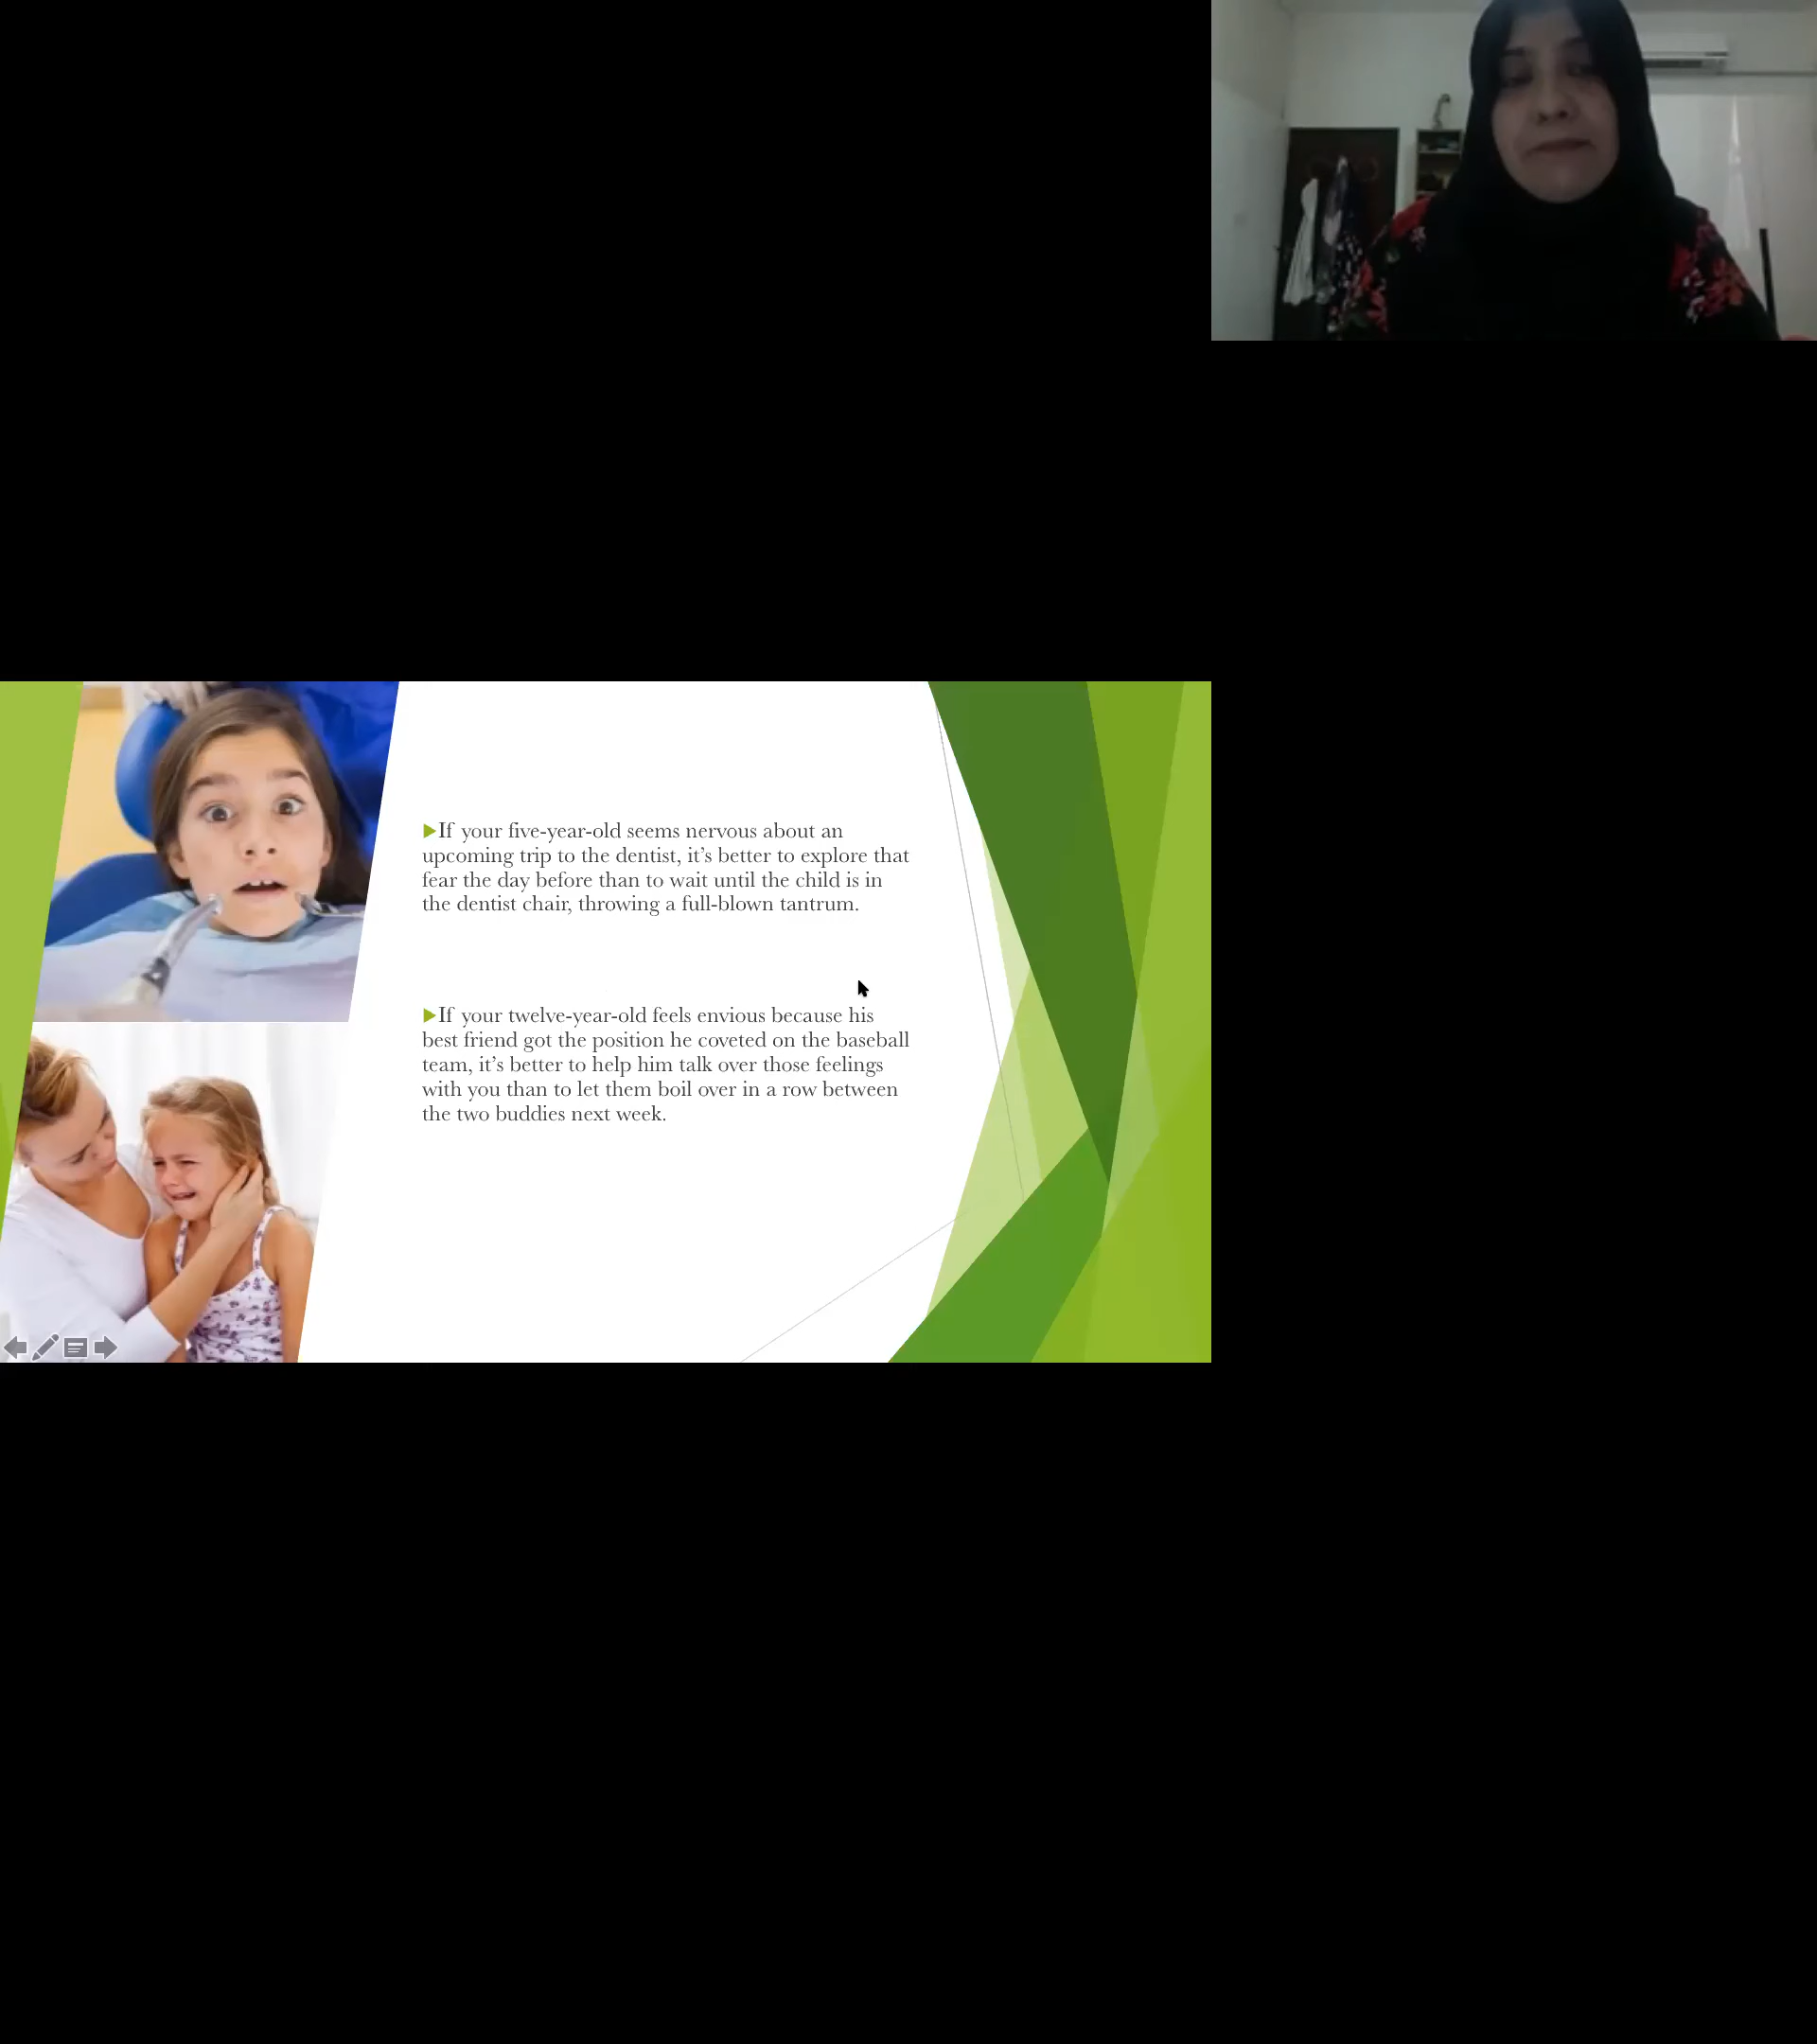 If your five-year-old seems nervous about an
upcoming trip to the dentist, it’s better to explore that
fear the day before than to wait until the child is in
the dentist chair, throwing a full-blown tantrum.
If your twelve-year-old feels envious because his
best friend got the position he coveted on the baseball
team, it’s better to help him talk over those feelings
with you than to let them boil over in a row between
the two buddies next week.